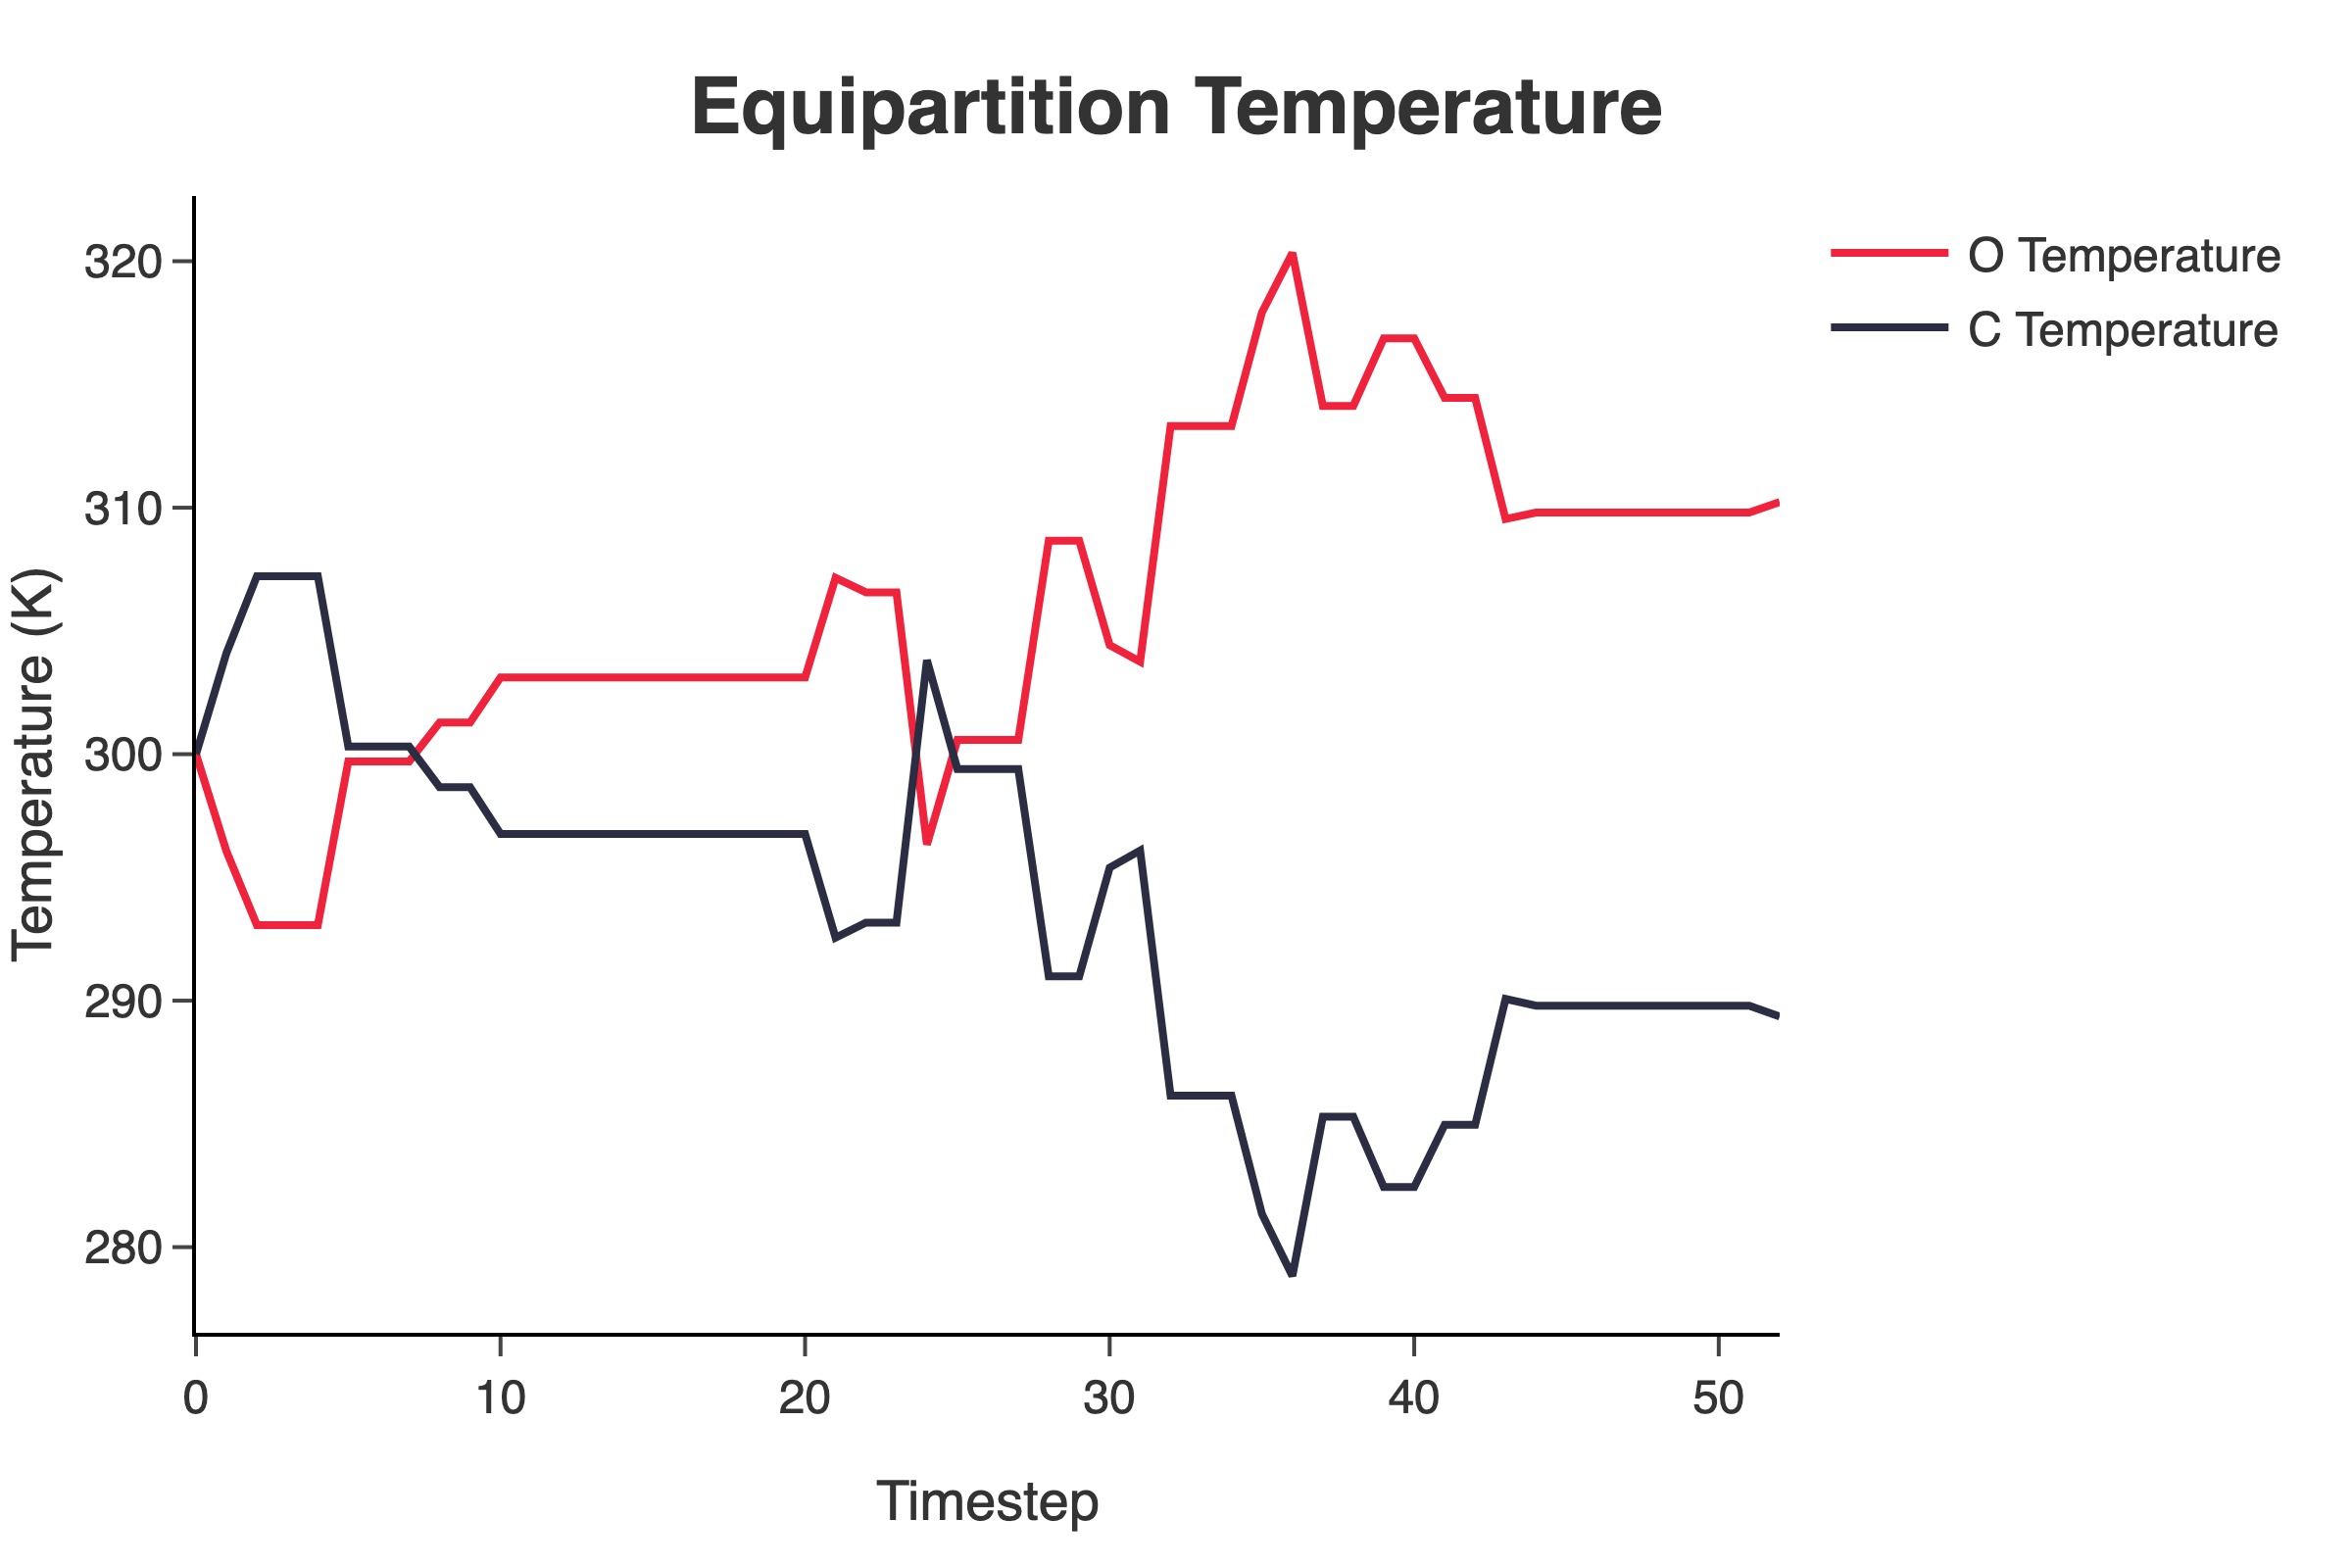 Equipartition Temperature
O Temperature
C Temperature
Temperature (K)
320
310
300
290
280
0 10 20 30 40 50
Timestep